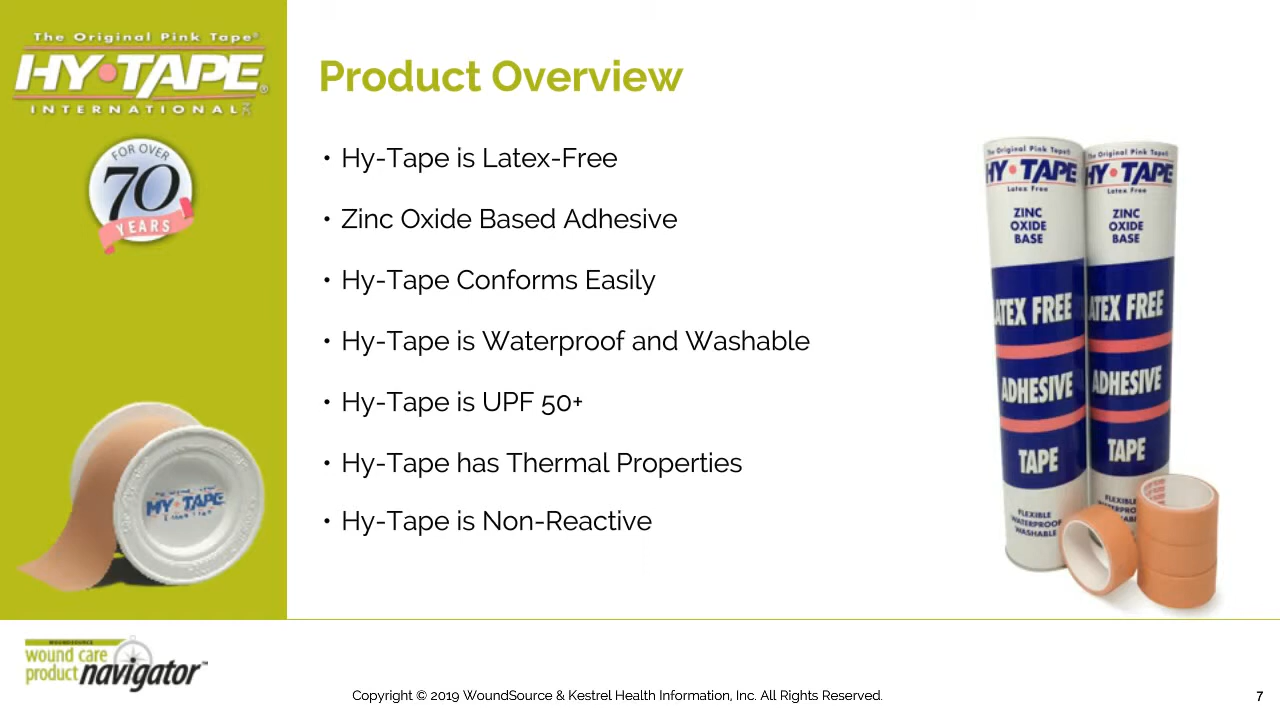 The Original Pink Tape®
HY•TAPE®
INTERNATIONAL
FOR OVER
70
YEARS
HY•TAPE
Product Overview
• Hy-Tape is Latex-Free
• Zinc Oxide Based Adhesive
• Hy-Tape Conforms Easily
• Hy-Tape is Waterproof and Washable
• Hy-Tape is UPF 50+
• Hy-Tape has Thermal Properties
• Hy-Tape is Non-Reactive
The Original Pink Tape®
HY•TAPE
Latex Free
ZINC
OXIDE
BASE
LATEX FREE
ADHESIVE
TAPE
FLEXIBLE
WATERPROOF
WASHABLE
The Original Pink Tape®
HY•TAPE
Latex Free
ZINC
OXIDE
BASE
ATEX FREE
ADHESIVE
TAPE
FLEXIBLE
WOUNDSOURCE
wound care
product navigator™
Copyright © 2019 WoundSource & Kestrel Health Information, Inc. All Rights Reserved.
7